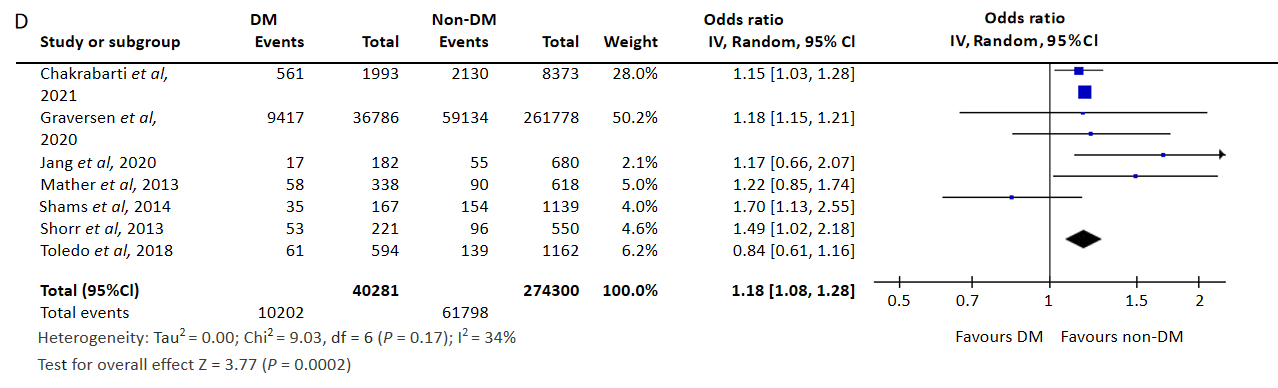 D
DM Non-DM Odds ratio Odds ratio
Study or subgroup Events Total Events Total Weight IV, Random, 95% Cl IV, Random, 95%Cl
Chakrabarti et al, 561 1993 2130 8373 28.0% 1.15 [1.03, 1.28]
2021
Graversen et al, 9417 36786 59134 261778 50.2% 1.18 [1.15, 1.21]
2020
Jang et al, 2020 17 182 55 680 2.1% 1.17 [0.66, 2.07]
Mather et al, 2013 58 338 90 618 5.0% 1.22 [0.85, 1.74]
Shams et al, 2014 35 167 154 1139 4.0% 1.70 [1.13, 2.55]
Shorr et al, 2013 53 221 96 550 4.6% 1.49 [1.02, 2.18]
Toledo et al, 2018 61 594 139 1162 6.2% 0.84 [0.61, 1.16]
Total (95%Cl) 40281 274300 100.0% 1.18 [1.08, 1.28]
Total events 10202 61798
Heterogeneity: Tau² = 0.00; Chi² = 9.03, df = 6 (P = 0.17); I² = 34%
Test for overall effect Z = 3.77 (P = 0.0002)
0.5 0.7 1 1.5 2
Favours DM Favours non-DM